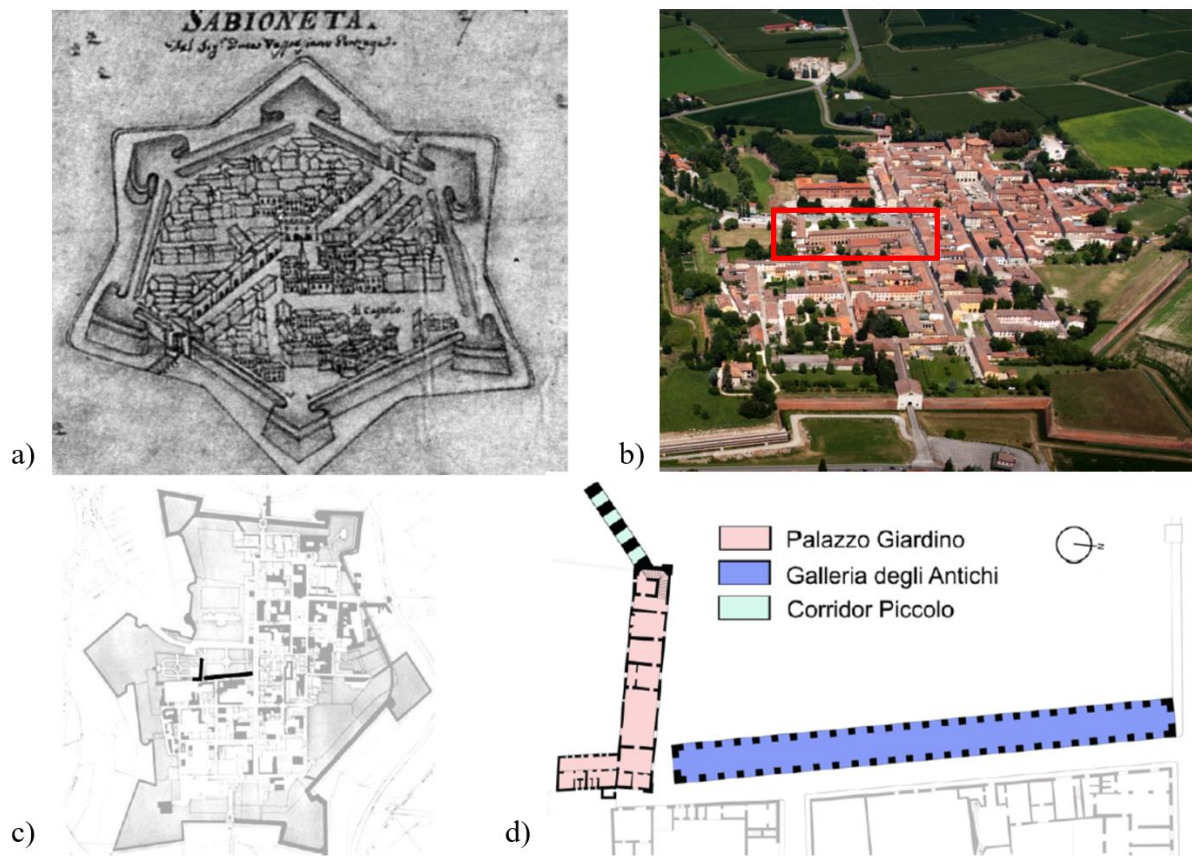 SABIONETA.
a)
b)
c)
d)
Palazzo Giardino
Galleria degli Antichi
Corridor Piccolo
N